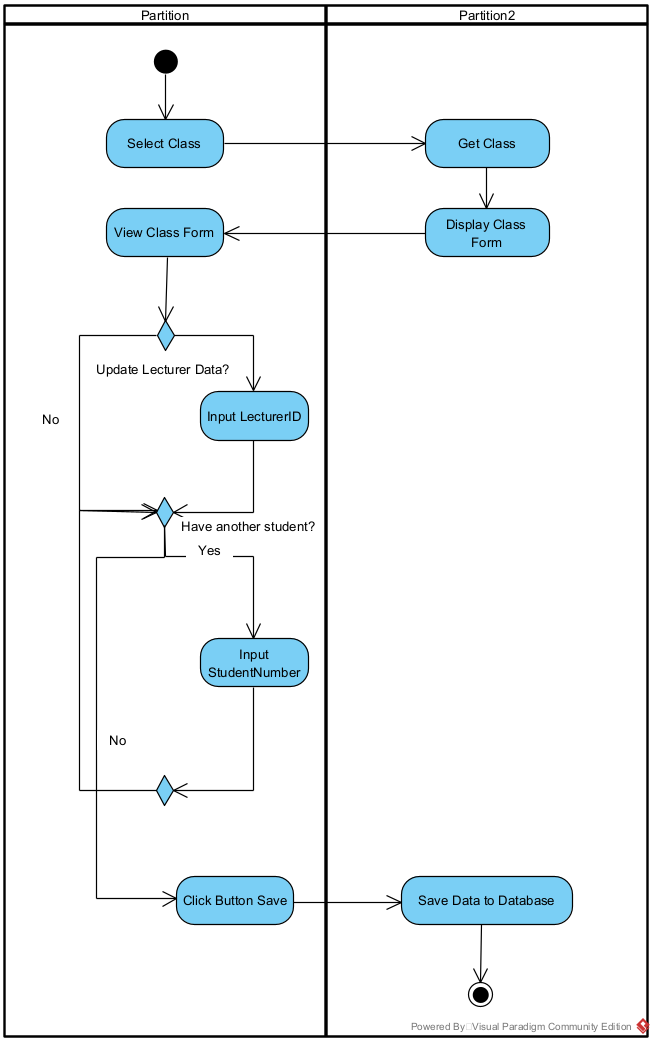 Partition
Partition2
Select Class
Get Class
View Class Form
Display Class
Form
Update Lecturer Data?
Input LecturerID
No
Have another student?
Yes
Input
StudentNumber
No
Click Button Save
Save Data to Database
Powered By Visual Paradigm Community Edition